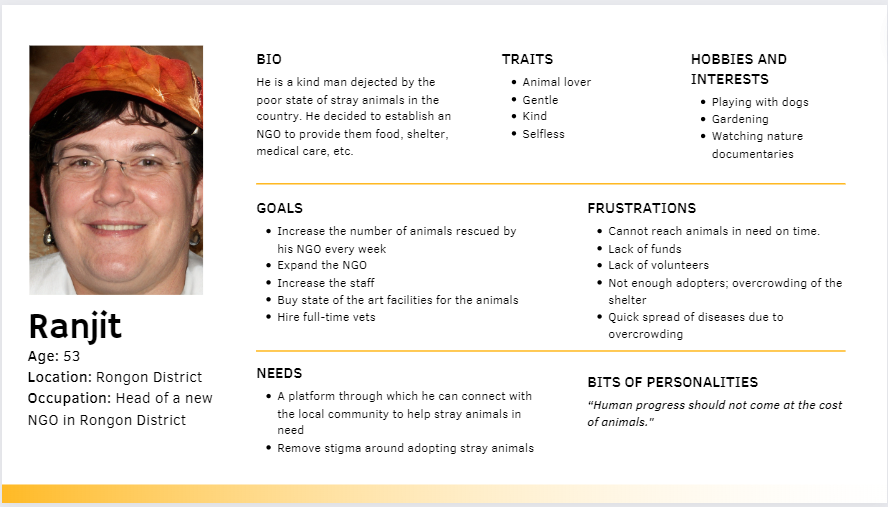 Ranjit
Age: 53
Location: Rongon District
Occupation: Head of a new
NGO in Rongon District
BIO
He is a kind man dejected by the
poor state of stray animals in the
country. He decided to establish an
NGO to provide them food, shelter,
medical care, etc.
TRAITS
• Animal lover
• Gentle
• Kind
• Selfless
HOBBIES AND
INTERESTS
• Playing with dogs
• Gardening
• Watching nature
documentaries
GOALS
• Increase the number of animals rescued by
his NGO every week
• Expand the NGO
• Increase the staff
• Buy state of the art facilities for the animals
• Hire full-time vets
FRUSTRATIONS
• Cannot reach animals in need on time.
• Lack of funds
• Lack of volunteers
• Not enough adopters; overcrowding of the
shelter
• Quick spread of diseases due to
overcrowding
NEEDS
• A platform through which he can connect with
the local community to help stray animals in
need
• Remove stigma around adopting stray animals
BITS OF PERSONALITIES
“Human progress should not come at the cost
of animals.”